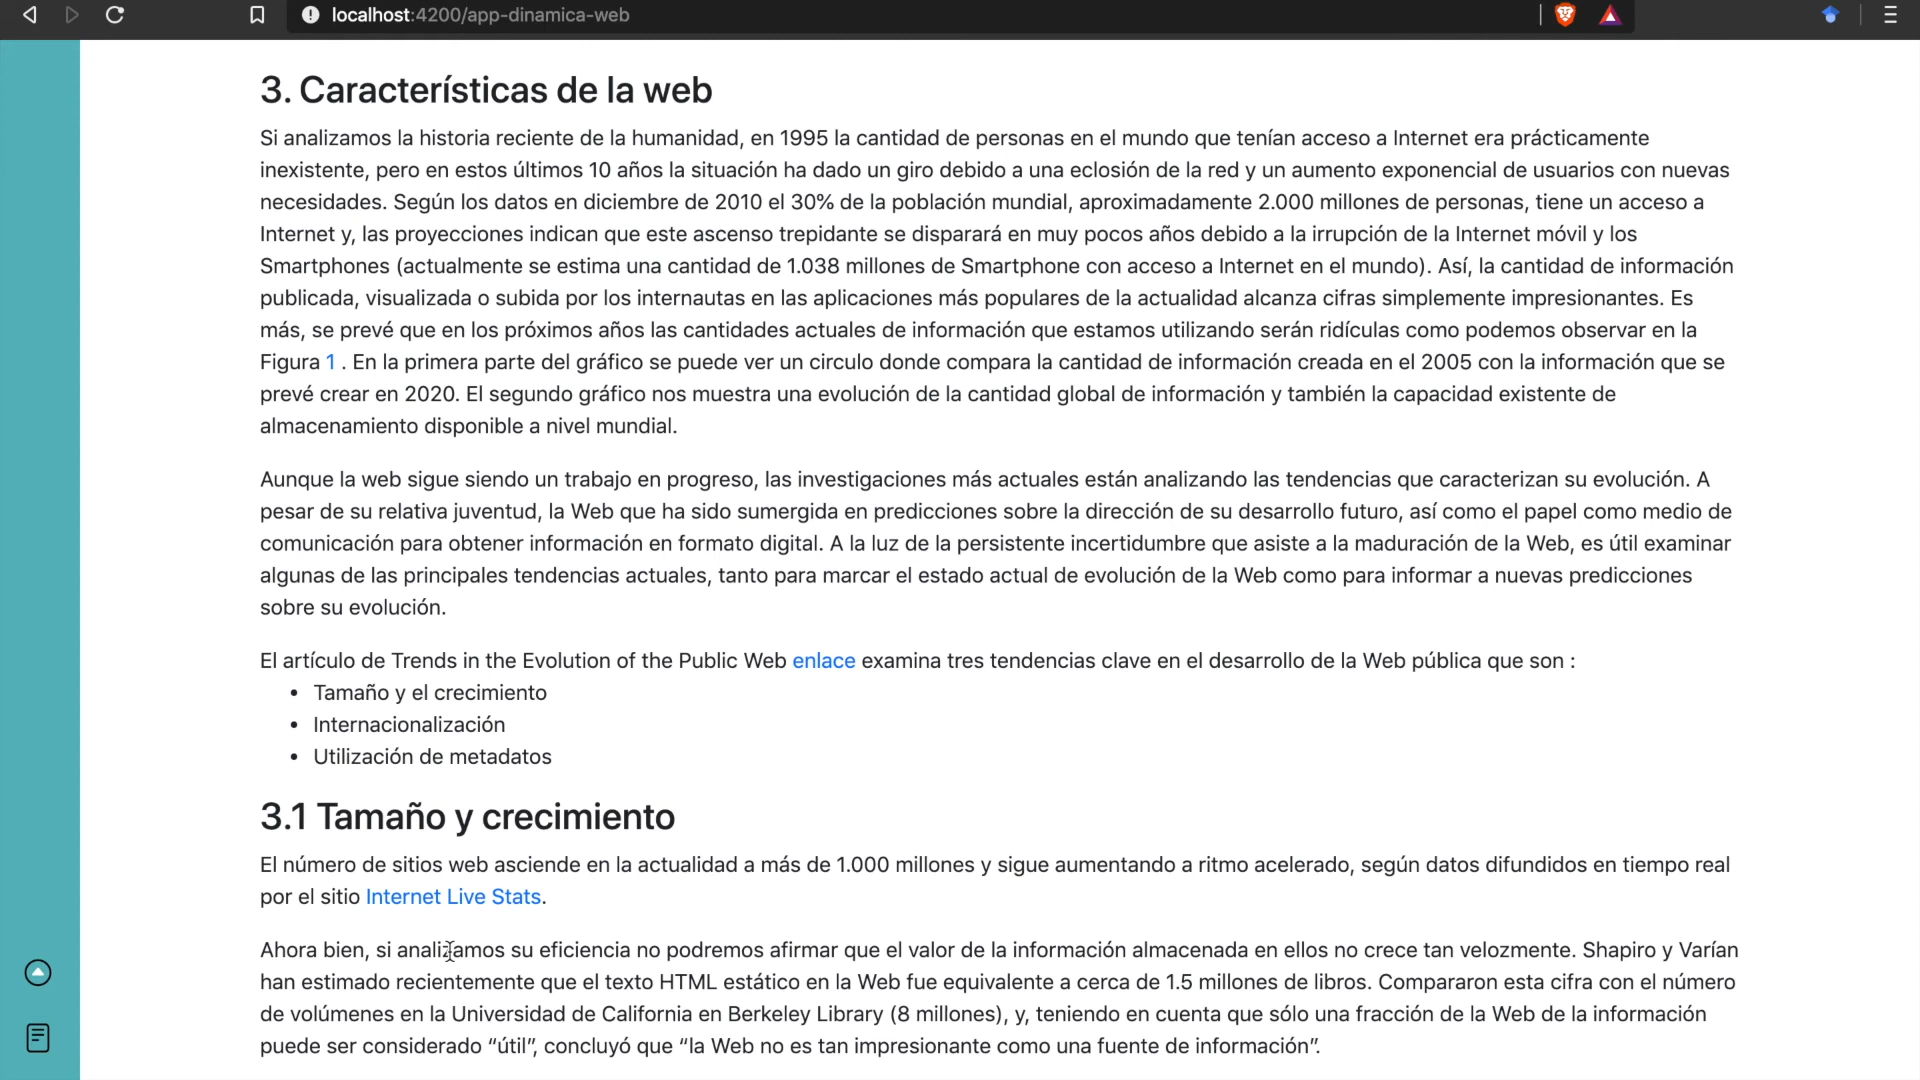 localhost:4200/app-dinamica-web
3. Características de la web
Si analizamos la historia reciente de la humanidad, en 1995 la cantidad de personas en el mundo que tenían acceso a Internet era prácticamente
inexistente, pero en estos últimos 10 años la situación ha dado un giro debido a una eclosión de la red y un aumento exponencial de usuarios con nuevas
necesidades. Según los datos en diciembre de 2010 el 30% de la población mundial, aproximadamente 2.000 millones de personas, tiene un acceso a
Internet y, las proyecciones indican que este ascenso trepidante se disparará en muy pocos años debido a la irrupción de la Internet móvil y los
Smartphones (actualmente se estima una cantidad de 1.038 millones de Smartphone con acceso a Internet en el mundo). Así, la cantidad de información
publicada, visualizada o subida por los internautas en las aplicaciones más populares de la actualidad alcanza cifras simplemente impresionantes. Es
más, se prevé que en los próximos años las cantidades actuales de información que estamos utilizando serán ridículas como podemos observar en la
Figura 1 . En la primera parte del gráfico se puede ver un circulo donde compara la cantidad de información creada en el 2005 con la información que se
prevé crear en 2020. El segundo gráfico nos muestra una evolución de la cantidad global de información y también la capacidad existente de
almacenamiento disponible a nivel mundial.
Aunque la web sigue siendo un trabajo en progreso, las investigaciones más actuales están analizando las tendencias que caracterizan su evolución. A
pesar de su relativa juventud, la Web que ha sido sumergida en predicciones sobre la dirección de su desarrollo futuro, así como el papel como medio de
comunicación para obtener información en formato digital. A la luz de la persistente incertidumbre que asiste a la maduración de la Web, es útil examinar
algunas de las principales tendencias actuales, tanto para marcar el estado actual de evolución de la Web como para informar a nuevas predicciones
sobre su evolución.
El artículo de Trends in the Evolution of the Public Web enlace examina tres tendencias clave en el desarrollo de la Web pública que son :
• Tamaño y el crecimiento
• Internacionalización
• Utilización de metadatos
3.1 Tamaño y crecimiento
El número de sitios web asciende en la actualidad a más de 1.000 millones y sigue aumentando a ritmo acelerado, según datos difundidos en tiempo real
por el sitio Internet Live Stats.
Ahora bien, si analizamos su eficiencia no podremos afirmar que el valor de la información almacenada en ellos no crece tan velozmente. Shapiro y Varían
han estimado recientemente que el texto HTML estático en la Web fue equivalente a cerca de 1.5 millones de libros. Compararon esta cifra con el número
de volúmenes en la Universidad de California en Berkeley Library (8 millones), y, teniendo en cuenta que sólo una fracción de la Web de la información
puede ser considerado “útil”, concluyó que “la Web no es tan impresionante como una fuente de información”.